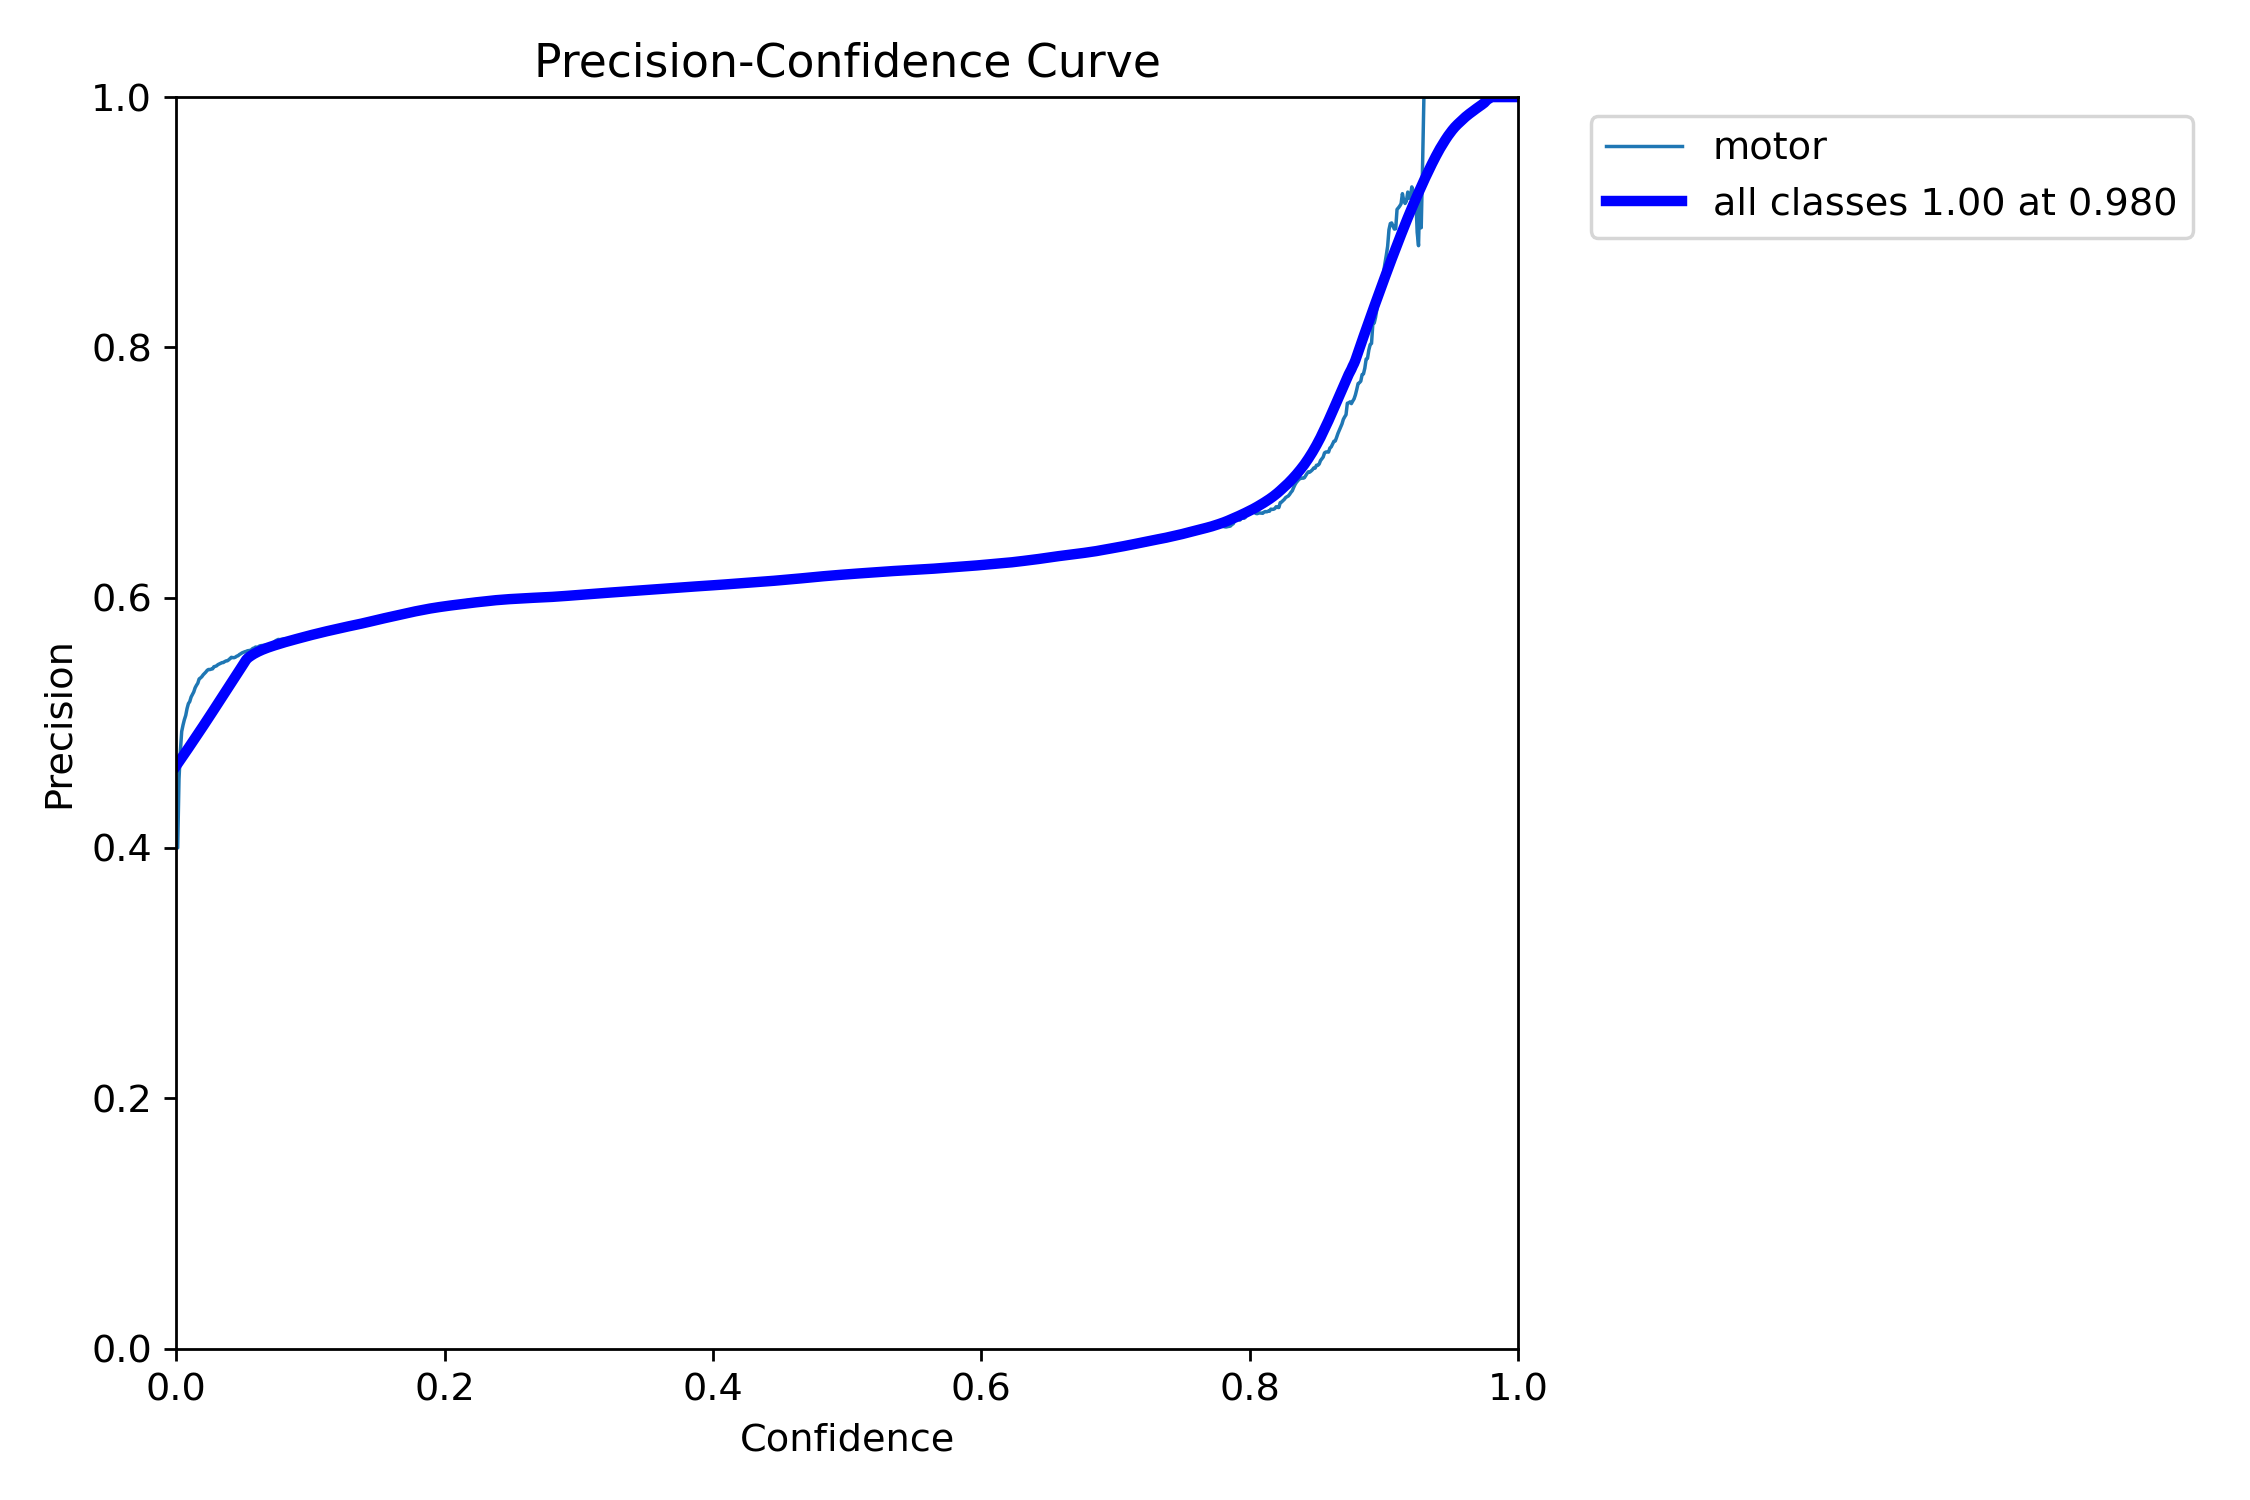 Precision-Confidence Curve
1.0
0.8
0.6
0.4
0.2
0.0
Precision
0.0 0.2 0.4 0.6 0.8 1.0
Confidence
motor
all classes 1.00 at 0.980